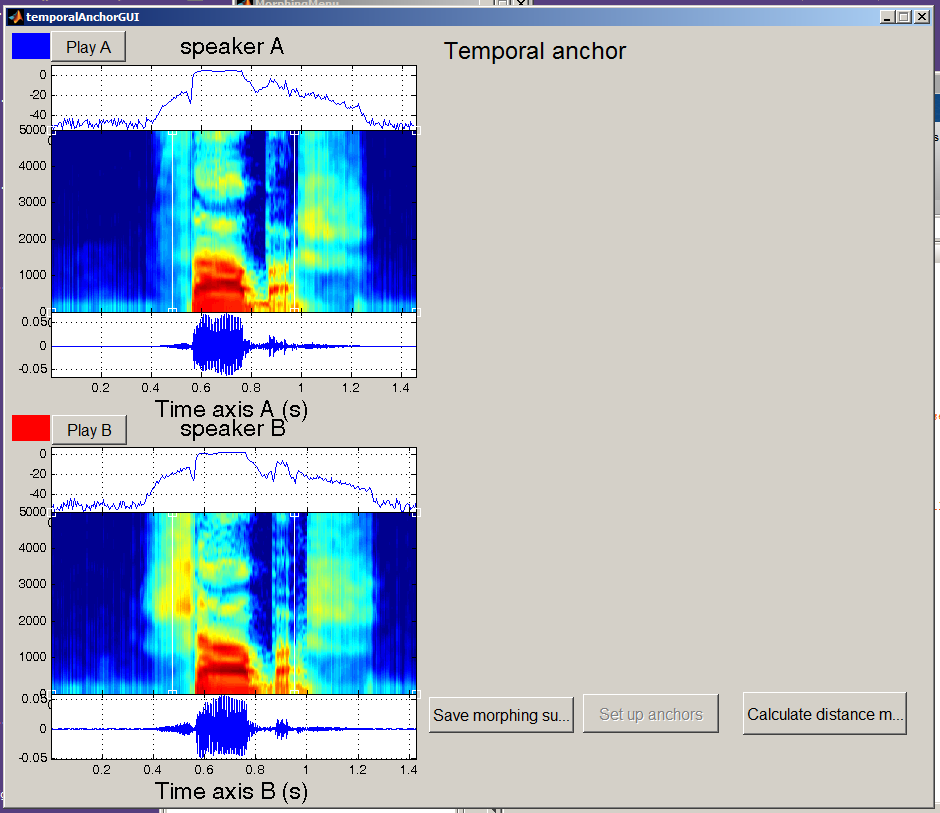 MorphingMenu
temporalAnchorGUI
Play A
speaker A
Temporal anchor
0
-20
-40
5000
4000
3000
2000
1000
0
0.05
0
-0.05
0.2 0.4 0.6 0.8 1 1.2 1.4
Time axis A (s)
Play B
speaker B
0
-20
-40
5000
4000
3000
2000
1000
0
0.05
0
-0.05
0.2 0.4 0.6 0.8 1 1.2 1.4
Time axis B (s)
Save morphing su...
Set up anchors
Calculate distance m...